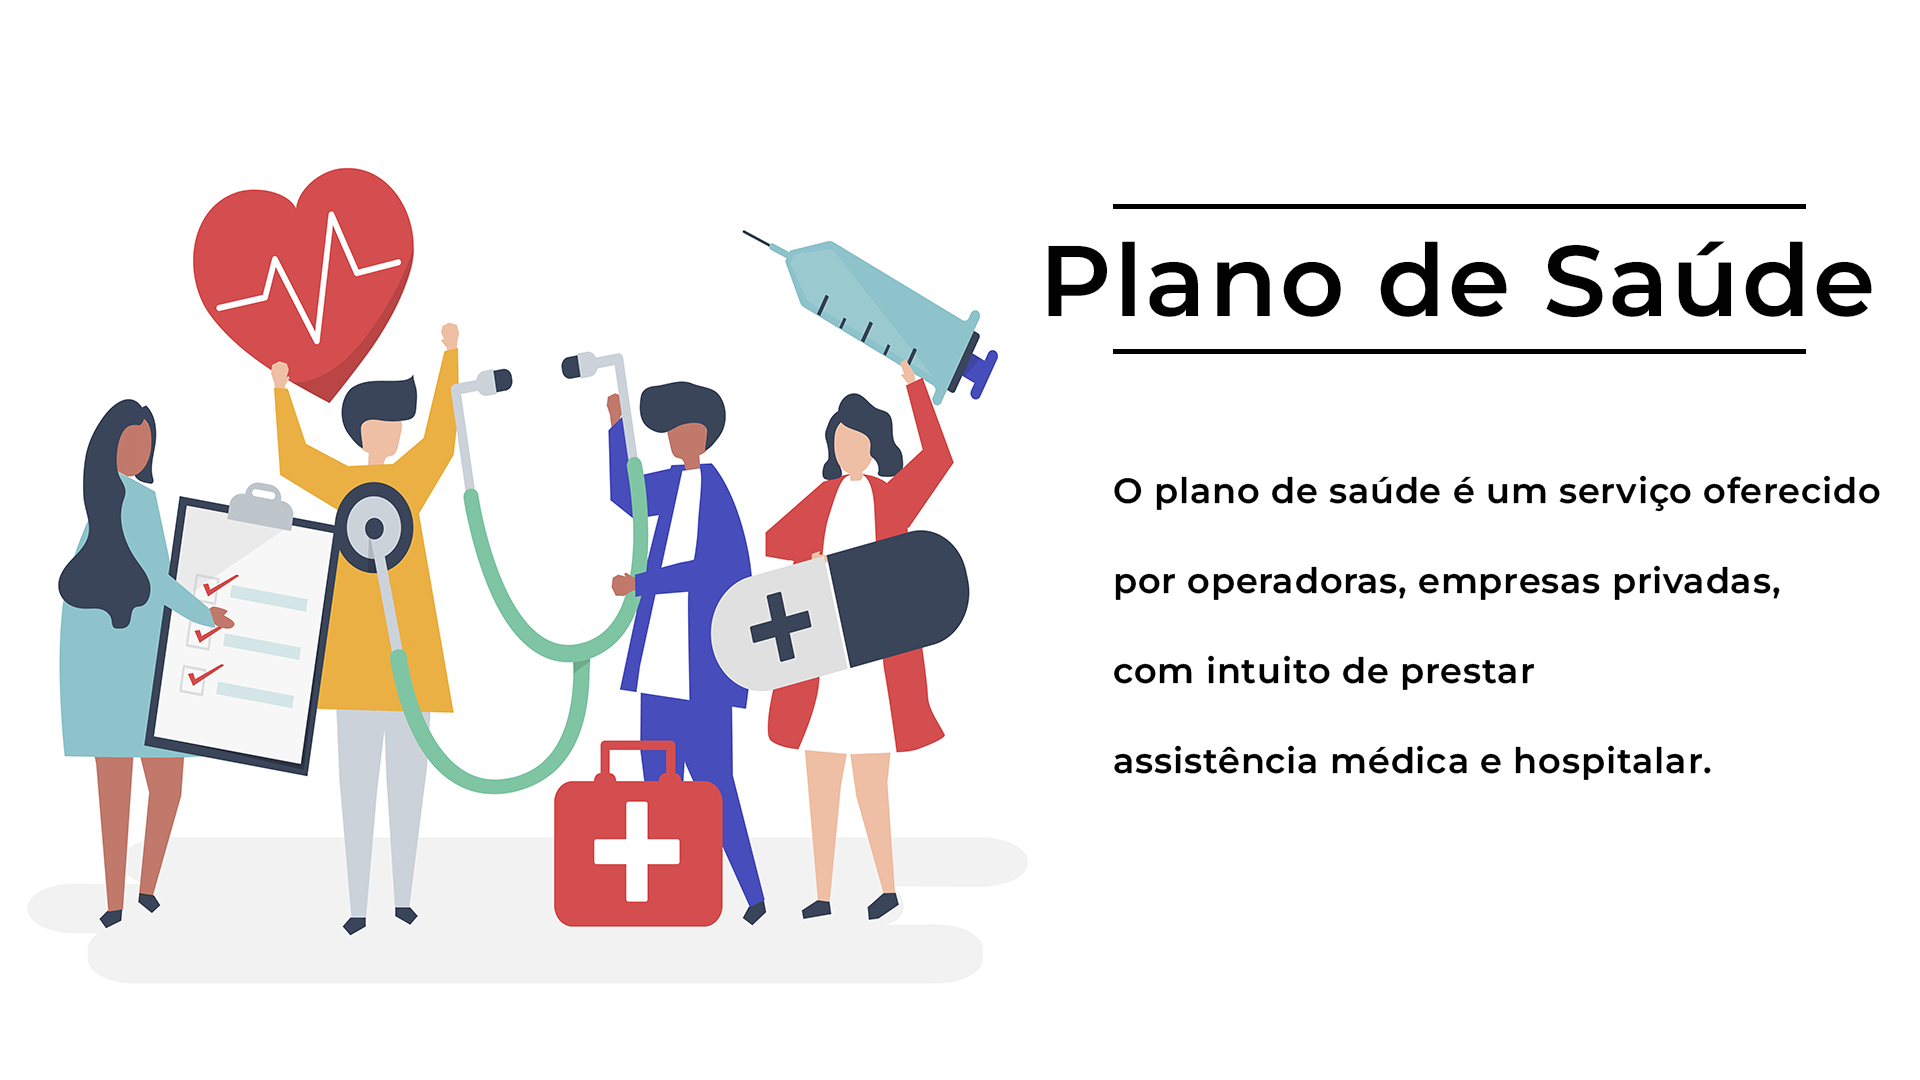 Plano de Saúde
O plano de saúde é um serviço oferecido
por operadoras, empresas privadas,
com intuito de prestar
assistência médica e hospitalar.